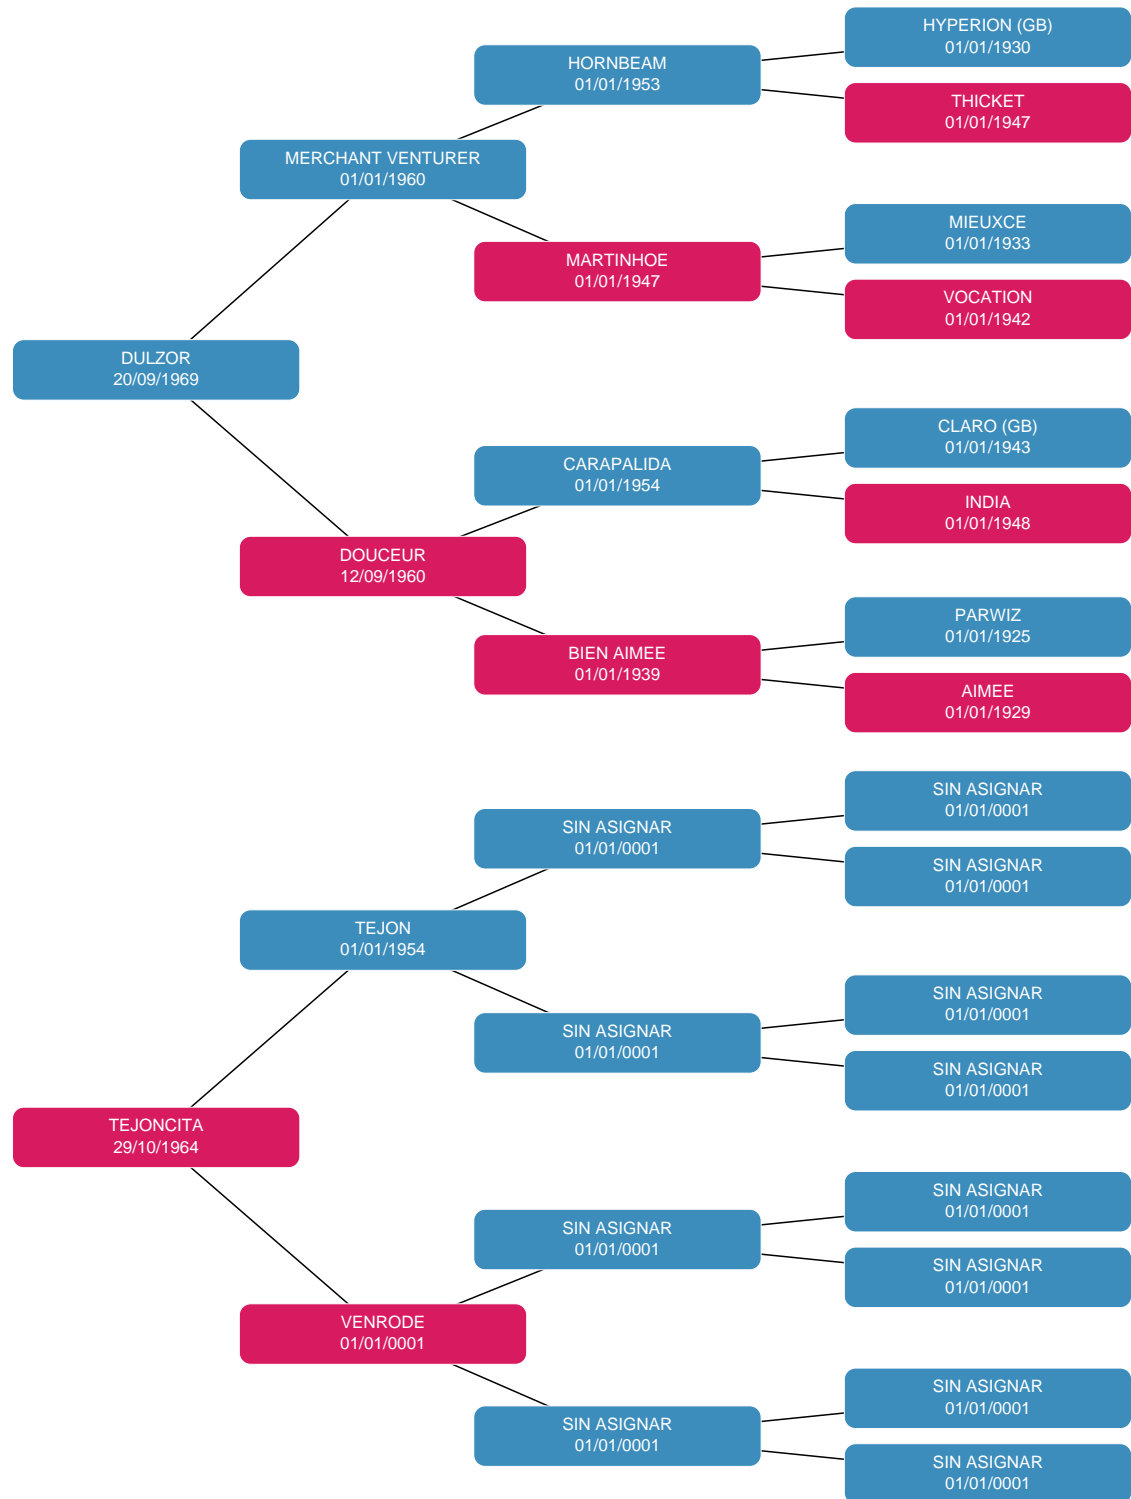 HYPERION (GB)
01/01/1930
HORNBEAM
01/01/1953
THICKET
01/01/1947
MERCHANT VENTURER
01/01/1960
MIEUXCE
01/01/1933
MARTINHOE
01/01/1947
VOCATION
01/01/1942
DULZOR
20/09/1969
CLARO (GB)
01/01/1943
CARAPALIDA
01/01/1954
INDIA
01/01/1948
DOUCEUR
12/09/1960
PARWIZ
01/01/1925
BIEN AIMEE
01/01/1939
AIMEE
01/01/1929
SIN ASIGNAR
01/01/0001
SIN ASIGNAR
01/01/0001
SIN ASIGNAR
01/01/0001
TEJON
01/01/1954
SIN ASIGNAR
01/01/0001
SIN ASIGNAR
01/01/0001
SIN ASIGNAR
01/01/0001
TEJONCITA
29/10/1964
SIN ASIGNAR
01/01/0001
SIN ASIGNAR
01/01/0001
SIN ASIGNAR
01/01/0001
VENRODE
01/01/0001
SIN ASIGNAR
01/01/0001
SIN ASIGNAR
01/01/0001
SIN ASIGNAR
01/01/0001